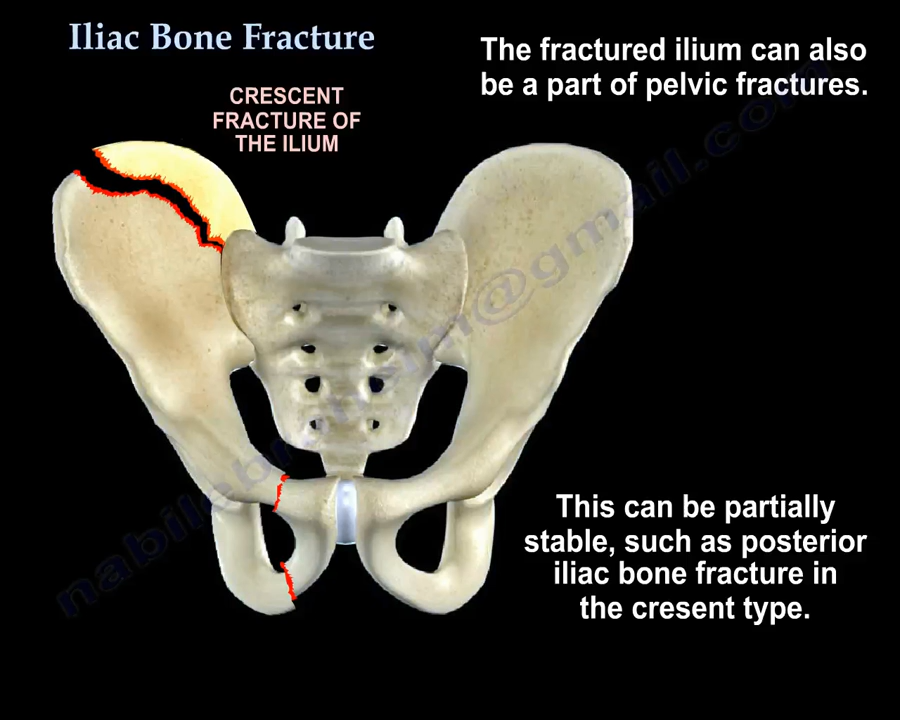 Iliac Bone Fracture
The fractured ilium can also
be a part of pelvic fractures.
CRESCENT
FRACTURE OF
THE ILIUM
This can be partially
stable, such as posterior
iliac bone fracture in
the cresent type.